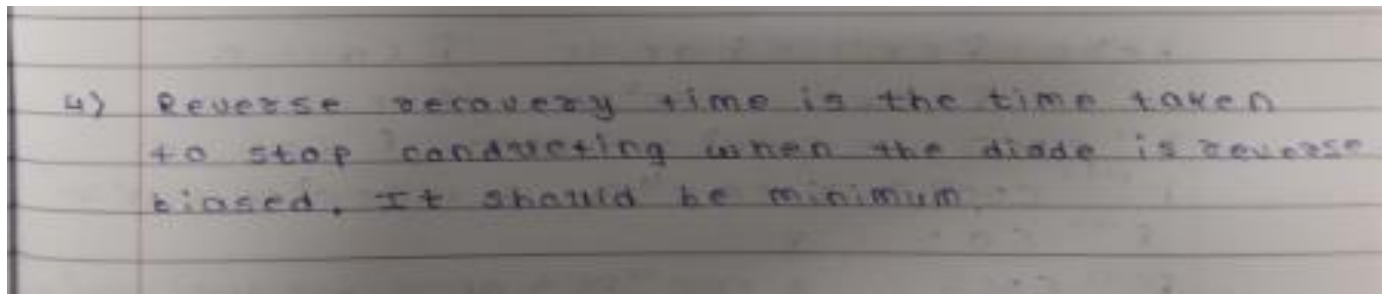 4) Reverse recovery time is the time taken
to stop conducting when the diode is reverse
biased. It should be minimum.